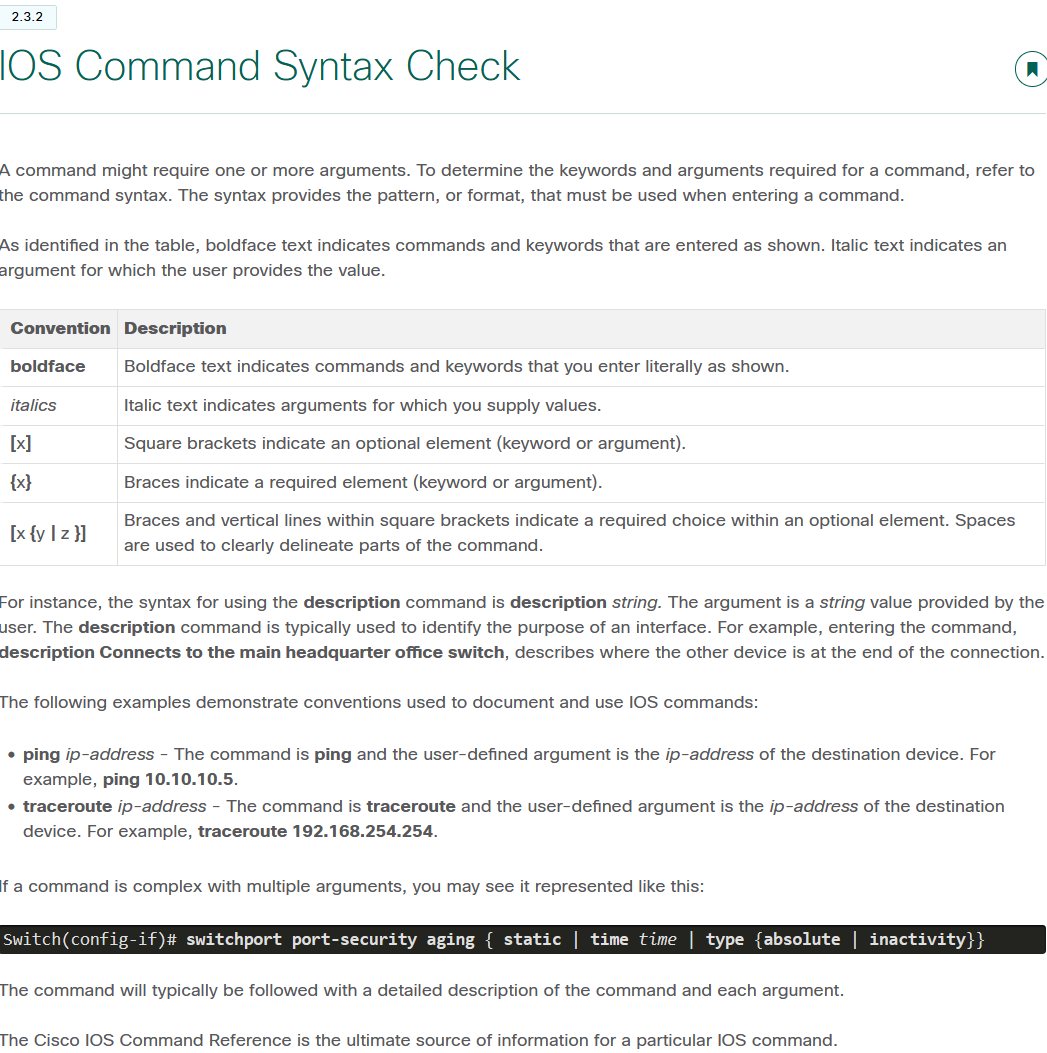 2.3.2
IOS Command Syntax Check
A command might require one or more arguments. To determine the keywords and arguments required for a command, refer to
the command syntax. The syntax provides the pattern, or format, that must be used when entering a command.
As identified in the table, boldface text indicates commands and keywords that are entered as shown. Italic text indicates an
argument for which the user provides the value.
Convention Description
boldface Boldface text indicates commands and keywords that you enter literally as shown.
italics Italic text indicates arguments for which you supply values.
[x] Square brackets indicate an optional element (keyword or argument).
{x} Braces indicate a required element (keyword or argument).
[x {y | z }] Braces and vertical lines within square brackets indicate a required choice within an optional element. Spaces
are used to clearly delineate parts of the command.
For instance, the syntax for using the description command is description string. The argument is a string value provided by the
user. The description command is typically used to identify the purpose of an interface. For example, entering the command,
description Connects to the main headquarter office switch, describes where the other device is at the end of the connection.
The following examples demonstrate conventions used to document and use IOS commands:
• ping ip-address - The command is ping and the user-defined argument is the ip-address of the destination device. For
example, ping 10.10.10.5.
• traceroute ip-address - The command is traceroute and the user-defined argument is the ip-address of the destination
device. For example, traceroute 192.168.254.254.
If a command is complex with multiple arguments, you may see it represented like this:
Switch(config-if)# switchport port-security aging { static | time time | type {absolute | inactivity}}
The command will typically be followed with a detailed description of the command and each argument.
The Cisco IOS Command Reference is the ultimate source of information for a particular IOS command.